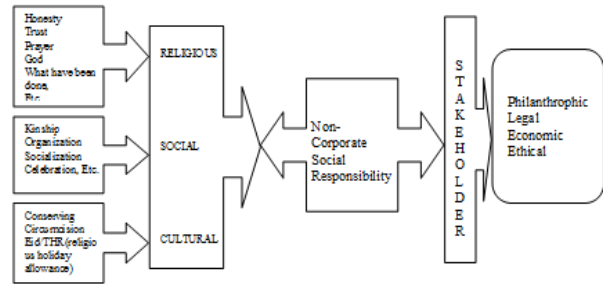 Honesty
Trust
Prayer
God
What have been
done,
Etc
RELIGIOUS
Kinship
Organization
Socialization
Celebration, Etc.
SOCIAL
Conserving
Circumcision
Eid/THR(religio
us holiday
allowance)
CULTURAL
Non-
Corporate
Social
Responsibility
S
T
A
K
E
H
O
L
D
E
R
Philanthrophic
Legal
Economic
Ethical